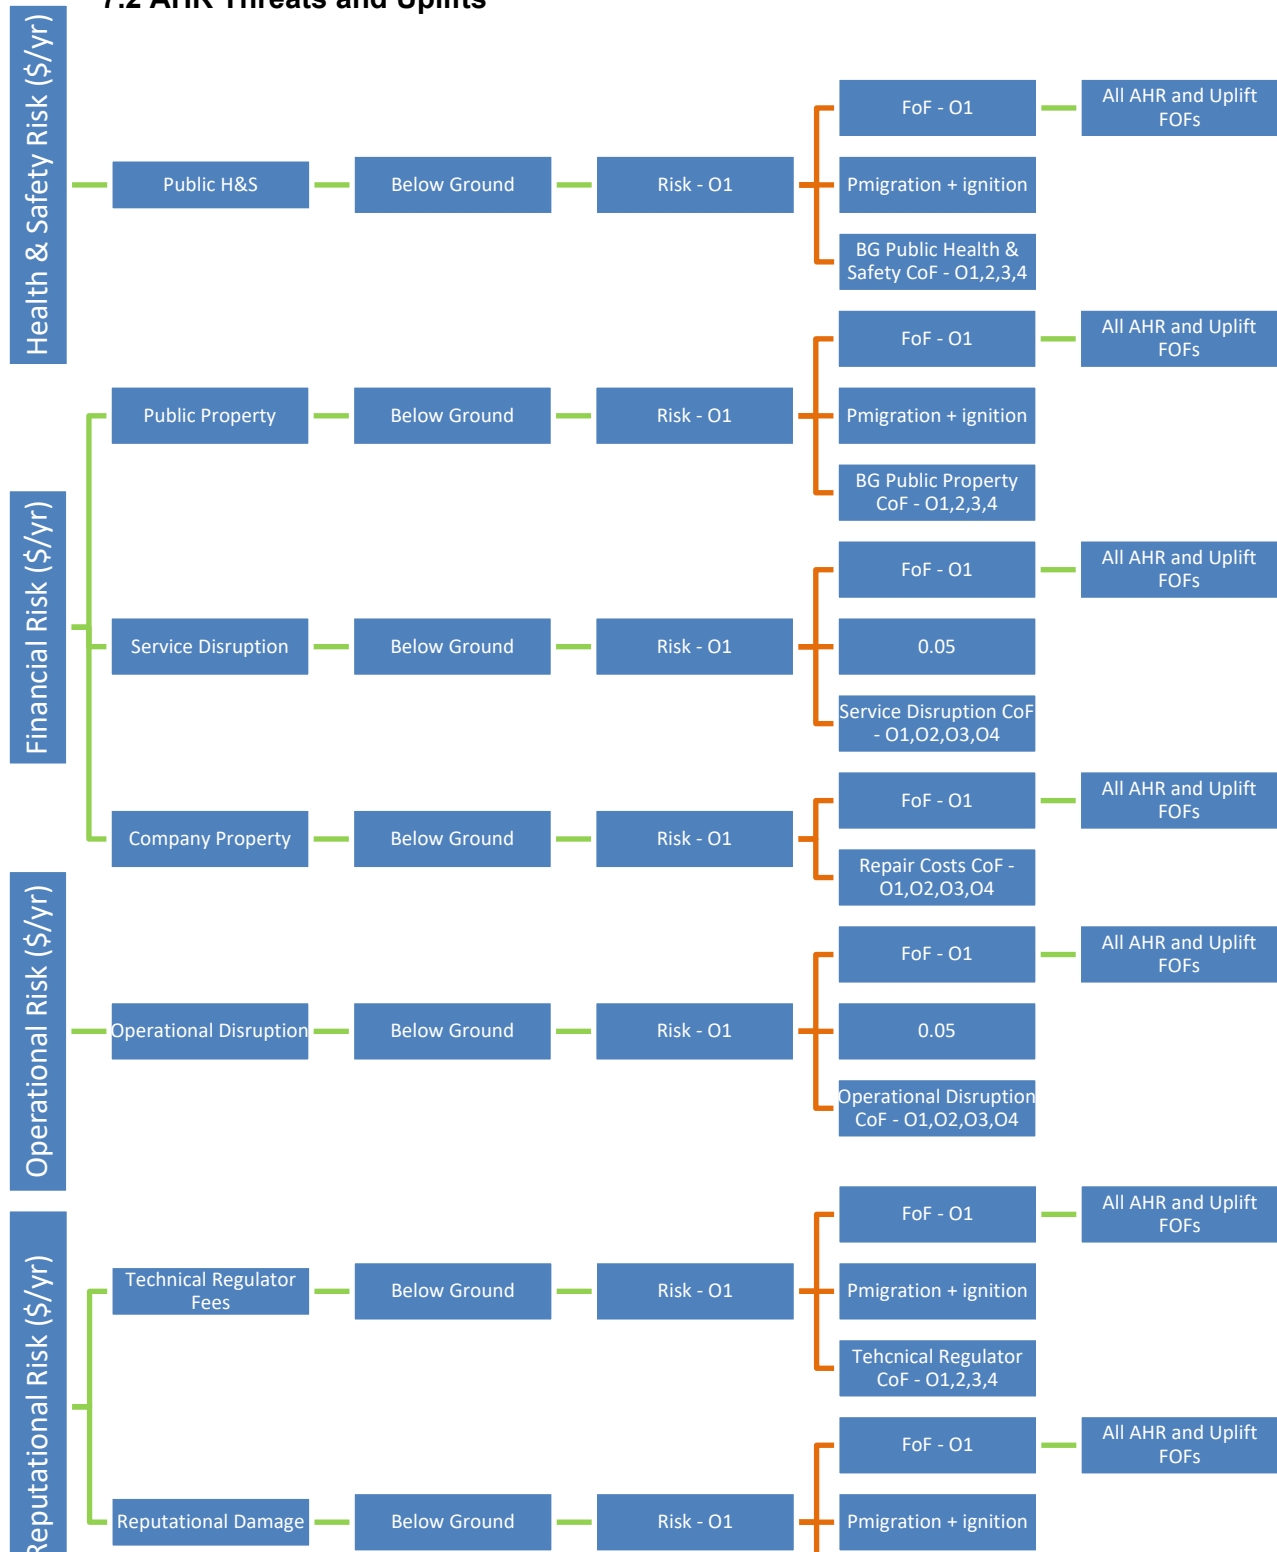 7.2 AHR Threats and Uplifts
Health & Safety Risk ($/yr)
Public H&S
Below Ground
Risk - O1
FoF - O1
All AHR and Uplift
FOFs
Pmigration + ignition
BG Public Health &
Safety CoF - O1,2,3,4
Financial Risk ($/yr)
Public Property
Below Ground
Risk - O1
FoF - O1
All AHR and Uplift
FOFs
Pmigration + ignition
BG Public Property
CoF - O1,2,3,4
Service Disruption
Below Ground
Risk - O1
FoF - O1
All AHR and Uplift
FOFs
0.05
Service Disruption CoF
- O1,O2,O3,O4
Company Property
Below Ground
Risk - O1
FoF - O1
All AHR and Uplift
FOFs
Repair Costs CoF -
O1,O2,O3,O4
Operational Risk ($/yr)
Operational Disruption
Below Ground
Risk - O1
FoF - O1
All AHR and Uplift
FOFs
0.05
Operational Disruption
CoF - O1,O2,O3,O4
Reputational Risk ($/yr)
Technical Regulator
Fees
Below Ground
Risk - O1
FoF - O1
All AHR and Uplift
FOFs
Pmigration + ignition
Tehcnical Regulator
CoF - O1,2,3,4
Reputational Damage
Below Ground
Risk - O1
FoF - O1
All AHR and Uplift
FOFs
Pmigration + ignition